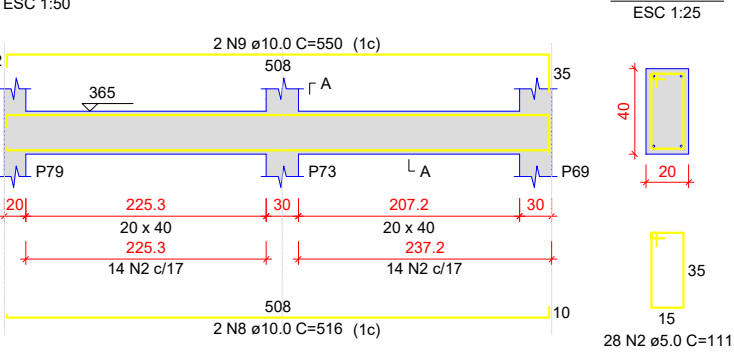 ESC 1:50
ESC 1:25
2 N9 ø10.0 C=550 (1c)
508
35
A
365
40
P79
P73
A
P69
20
20
225.3
30
207.2
30
20 x 40
20 x 40
225.3
237.2
14 N2 c/17
14 N2 c/17
35
508
10
15
2 N8 ø10.0 C=516 (1c)
28 N2 ø5.0 C=111